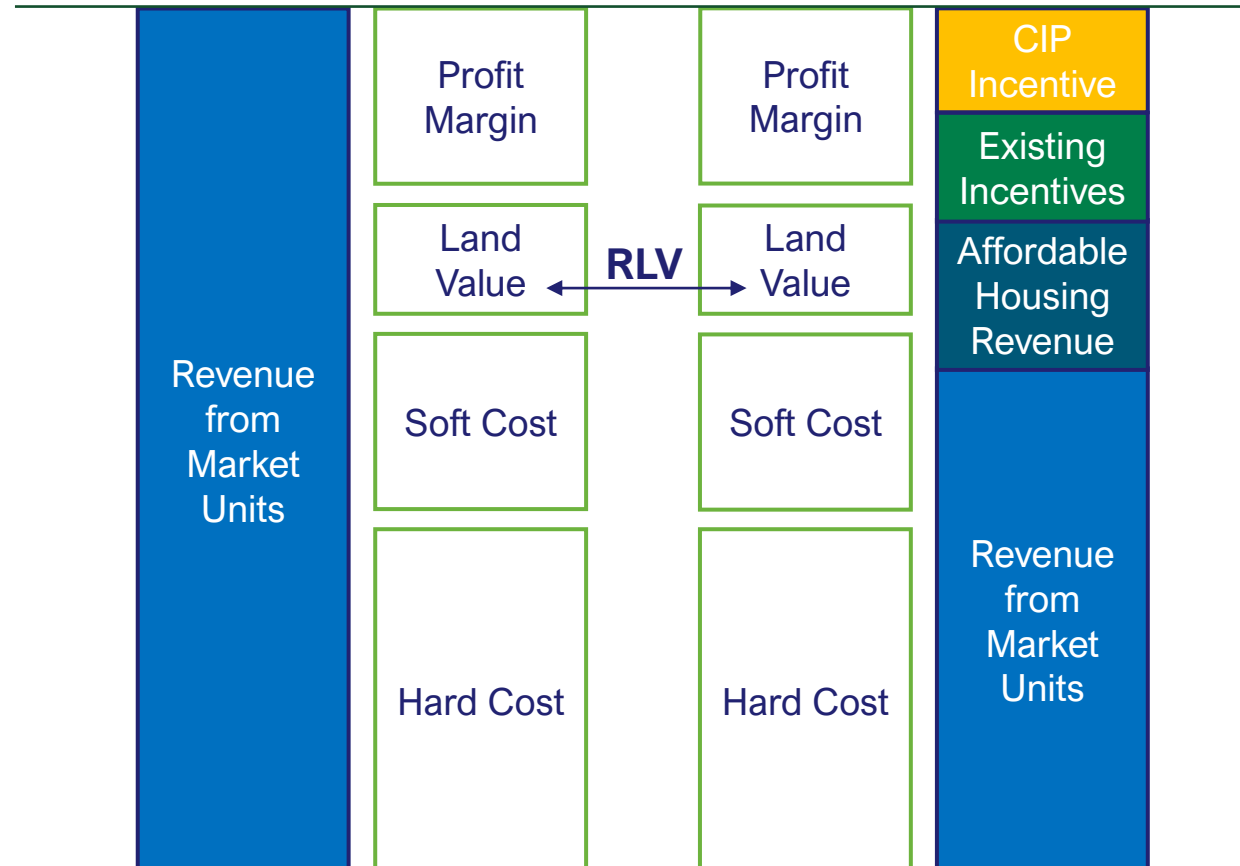 Revenue
from
Market
Units
Profit
Margin
Land
Value
Soft Cost
Hard Cost
RLV
Profit
Margin
Land
Value
Soft Cost
Hard Cost
CIP
Incentive
Existing
Incentives
Affordable
Housing
Revenue
Revenue
from
Market
Units